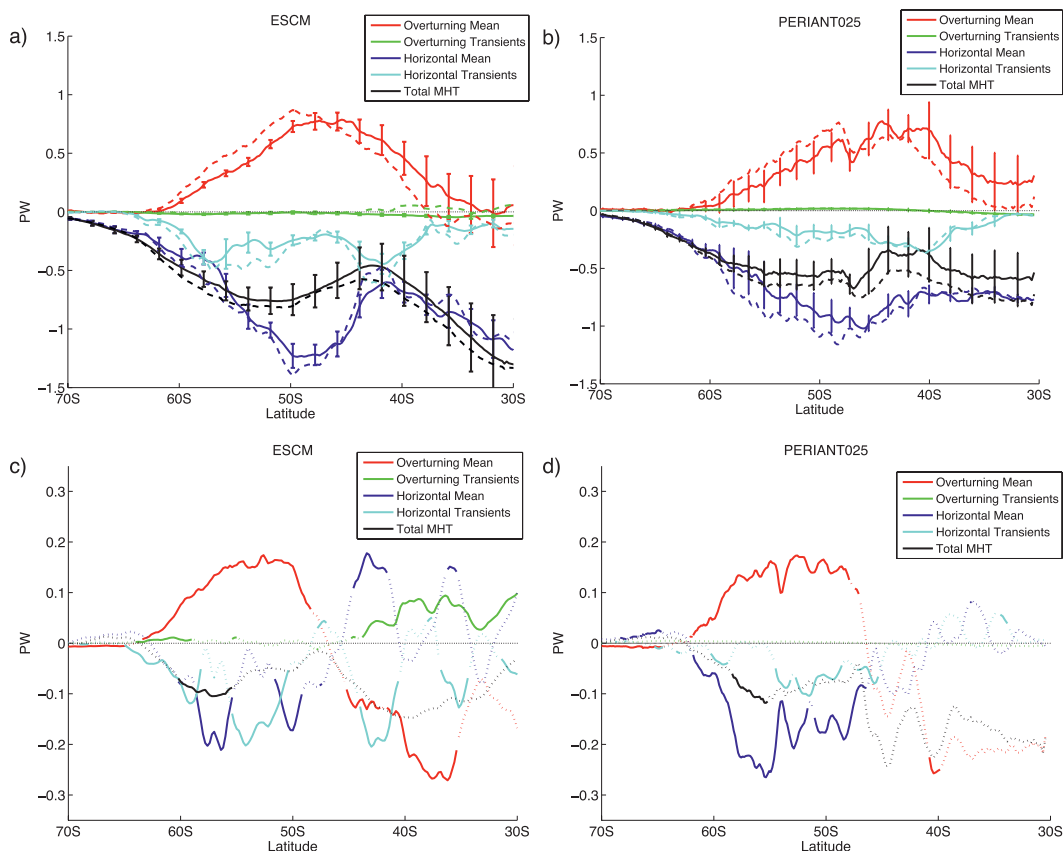 ESCM
a)
Overturning Mean
Overturning Transients
Horizontal Mean
Horizontal Transients
Total MHT
1.5
1
0.5
0
−0.5
−1
−1.5
PW
70S
60S
50S
40S
30S
Latitude
PERIANT025
b)
Overturning Mean
Overturning Transients
Horizontal Mean
Horizontal Transients
Total MHT
1.5
1
0.5
0
−0.5
−1
−1.5
PW
70S
60S
50S
40S
30S
Latitude
ESCM
c)
Overturning Mean
Overturning Transients
Horizontal Mean
Horizontal Transients
Total MHT
0.3
0.2
0.1
0
−0.1
−0.2
−0.3
PW
70S
60S
50S
40S
30S
Latitude
PERIANT025
d)
Overturning Mean
Overturning Transients
Horizontal Mean
Horizontal Transients
Total MHT
0.3
0.2
0.1
0
−0.1
−0.2
−0.3
PW
70S
60S
50S
40S
30S
Latitude